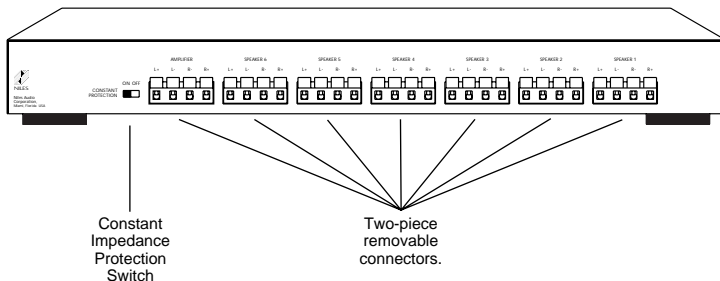 AMPLIFIER SPEAKER 6 SPEAKER 5 SPEAKER 4 SPEAKER 3 SPEAKER 2 SPEAKER 1
L+ L- R- R+ L+ L- R- R+ L+ L- R- R+ L+ L- R- R+ L+ L- R- R+ L+ L- R- R+ L+ L- R- R+
ON OFF
CONSTANT
PROTECTION
NILES
Niles Audio
Corporation,
Miami, Florida USA
Constant
Impedance
Protection
Switch
Two-piece
removable
connectors.